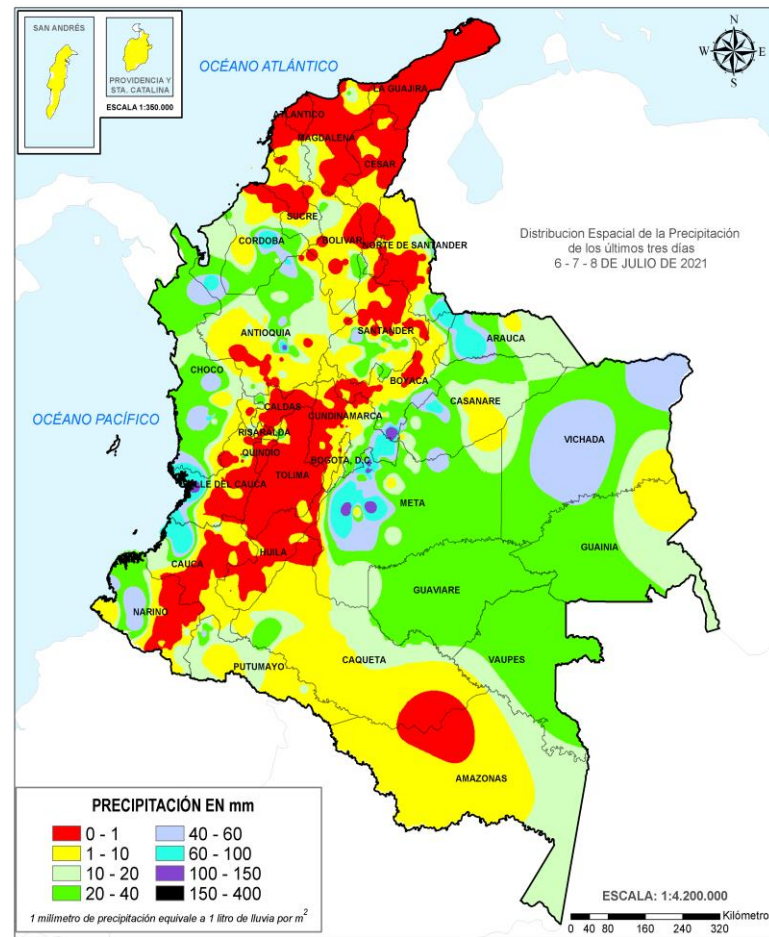 SAN ANDRÉS
PROVIDENCIA Y
STA. CATALINA
ESCALA 1:350.000
OCÉANO ATLÁNTICO
N
W
E
S
LA GUAJIRA
ATLANTICO
MAGDALENA
CESAR
SUCRE
CORDOBA
BOLIVAR
NORTE DE SANTANDER
Distribucion Espacial de la Precipitación
de los últimos tres días
6 - 7 - 8 DE JULIO DE 2021
ANTIOQUIA
SANTANDER
ARAUCA
CHOCO
BOYACA
CASANARE
OCÉANO PACÍFICO
CALDAS
CUNDINAMARCA
RISARALDA
VICHADA
QUINDIO
BOGOTA, D.C.
TOLIMA
LLE DEL CAUCA
META
GUAINIA
HUILA
CAUCA
GUAVIARE
NARIÑO
CAQUETA
VAUPES
PUTUMAYO
AMAZONAS
PRECIPITACIÓN EN mm
0 - 1
40 - 60
1 - 10
60 - 100
10 - 20
100 - 150
20 - 40
150 - 400
1 milímetro de precipitación equivale a 1 litro de lluvia por m2
ESCALA: 1:4.200.000
Kilómetro
0 40 80 160 240 320